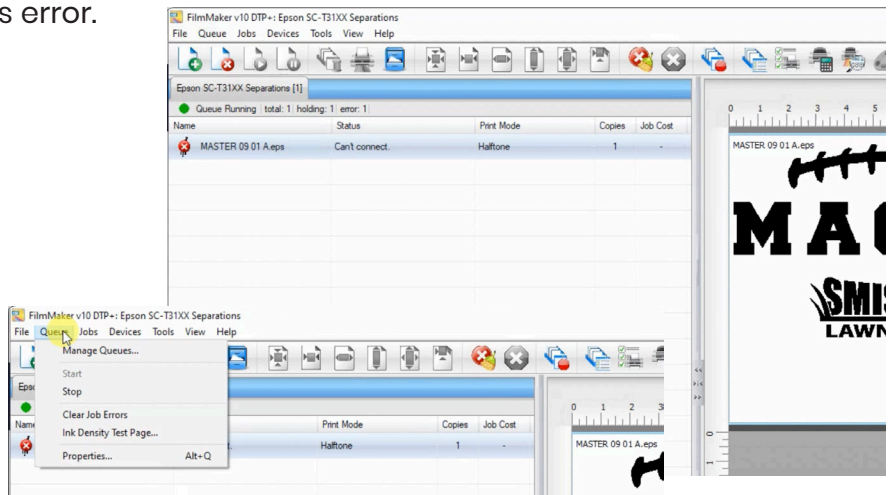 s error.
FilmMaker v10 DTP+: Epson SC-T31XX Separations
File Queue Jobs Devices Tools View Help
Epson SC-T31XX Separations [1]
Queue Running total: 1 holding: 1 error: 1
Name Status Print Mode Copies Job Cost
MASTER 09 01 A.eps Can't connect. Halftone 1 -
0 1 2 3 4 5
MASTER 09 01 A.eps
MA
SMIS
LAWN
FilmMaker v10 DTP+: Epson SC-T31XX Separations
File Queue Jobs Devices Tools View Help
Manage Queues...
Start
Stop
Clear Job Errors
Ink Density Test Page...
Properties... Alt+Q
Print Mode Copies Job Cost
Halftone 1 -
0 1 2 3
MASTER 09 01 A.eps